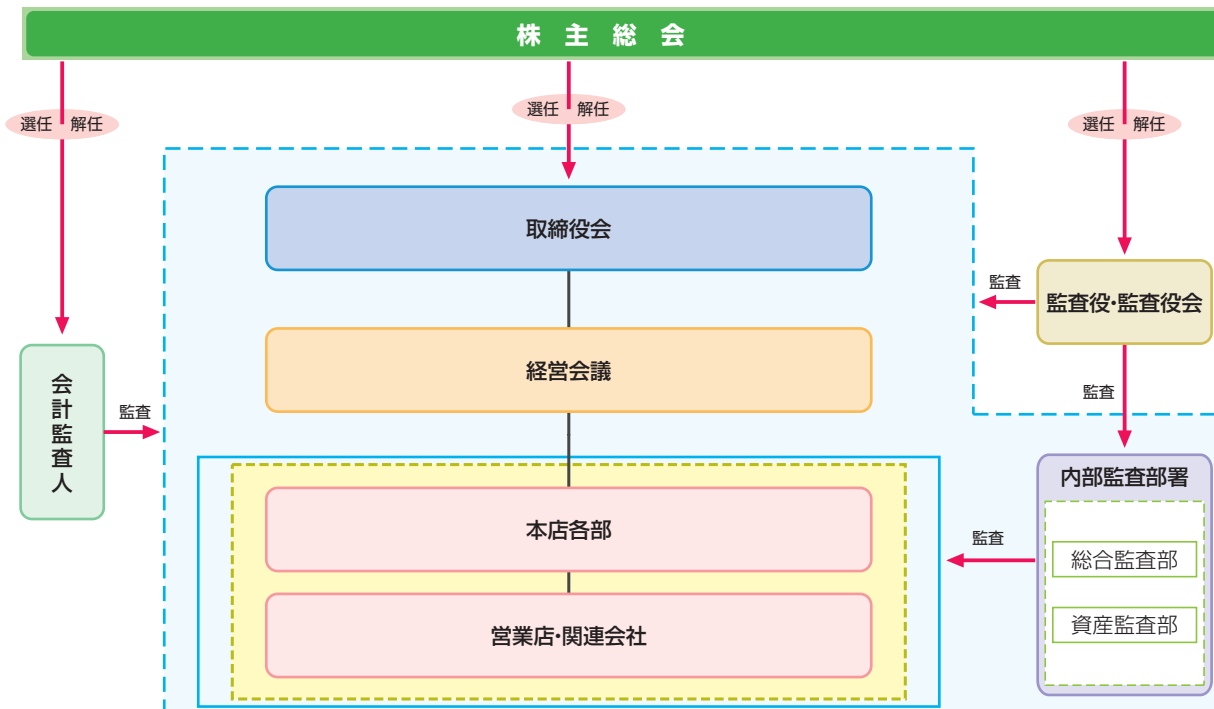 株主総会
選任 解任
選任 解任
選任 解任
取締役会
監査
監査役・監査役会
経営会議
会計監査人
監査
監査
内部監査部署
本店各部
監査
総合監査部
資産監査部
営業店・関連会社